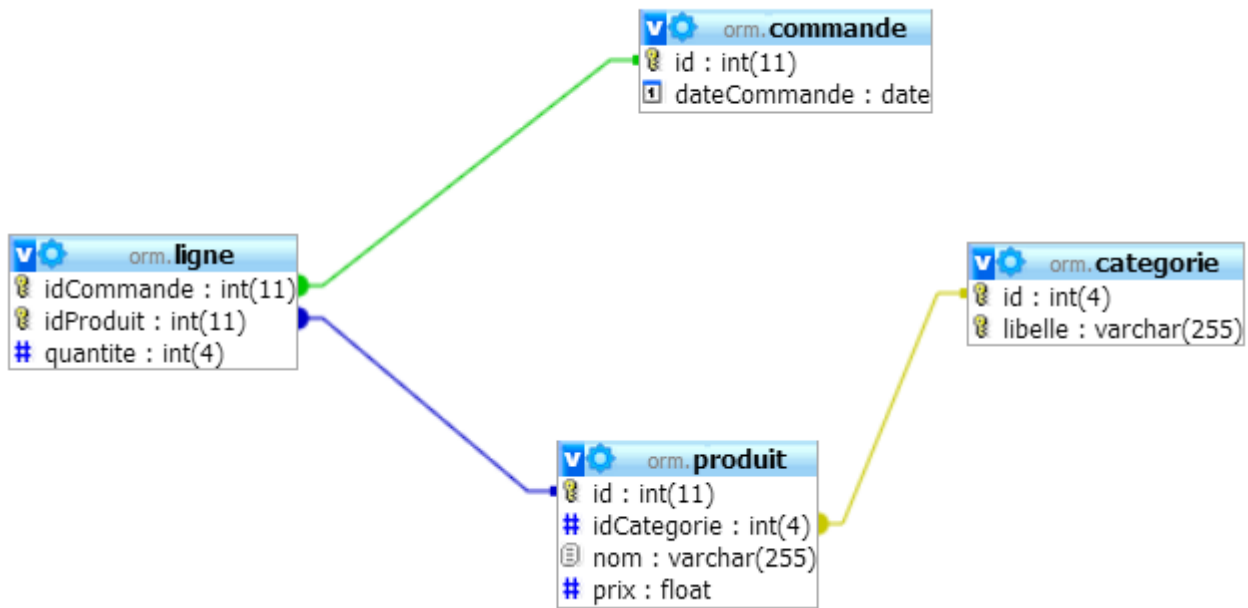 orm.commande
id : int(11)
dateCommande : date
orm.ligne
idCommande : int(11)
idProduit : int(11)
# quantite : int(4)
orm.categorie
id : int(4)
libelle : varchar(255)
orm.produit
id : int(11)
# idCategorie : int(4)
nom : varchar(255)
# prix : float